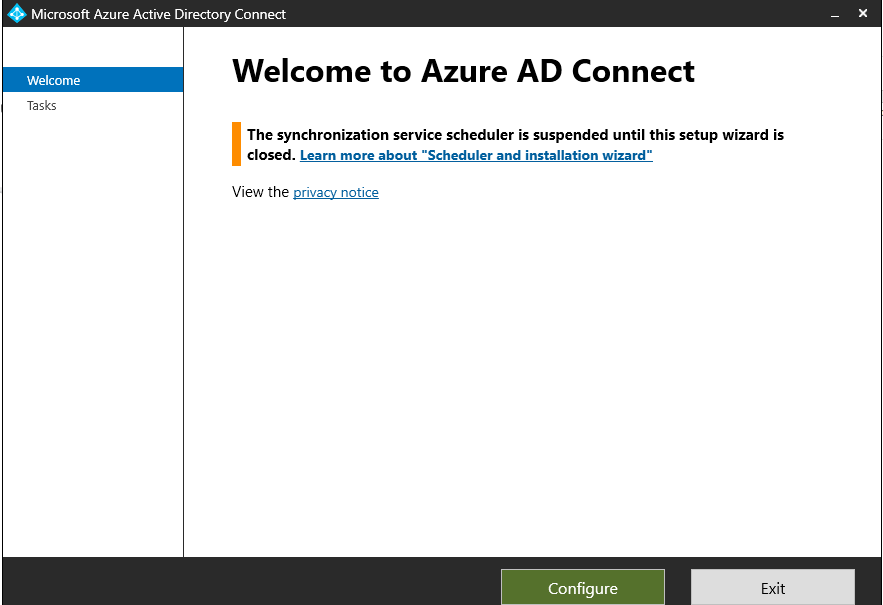 Microsoft Azure Active Directory Connect
Welcome
Tasks
Welcome to Azure AD Connect
The synchronization service scheduler is suspended until this setup wizard is
closed. Learn more about "Scheduler and installation wizard"
View the privacy notice
Configure
Exit